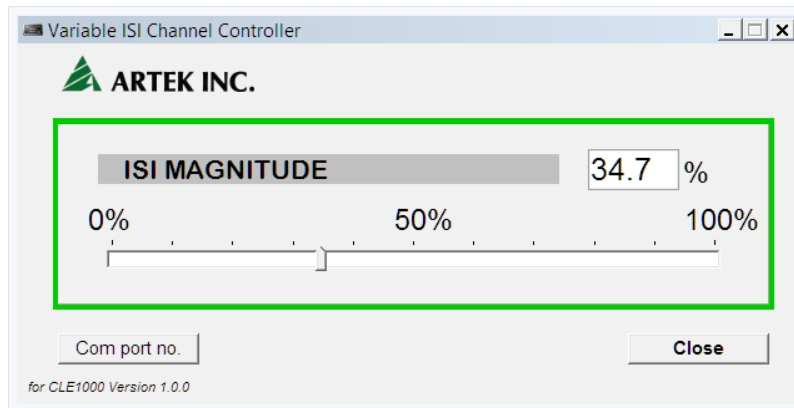 Variable ISI Channel Controller
ARTEK INC.
ISI MAGNITUDE 34.7 %
0% 50% 100%
Com port no. Close
for CLE1000 Version 1.0.0